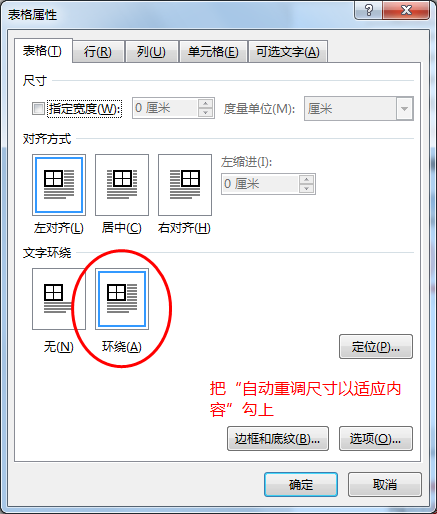 表格属性
表格(T) 行(R) 列(U) 单元格(E) 可选文字(A)
尺寸
指定宽度(W): 0 厘米 度量单位(M): 厘米
对齐方式
左缩进(I):
0 厘米
左对齐(L) 居中(C) 右对齐(H)
文字环绕
无(N) 环绕(A)
定位(P)...
把“自动重调尺寸以适应内
容”勾上
边框和底纹(B)... 选项(O)...
确定 取消